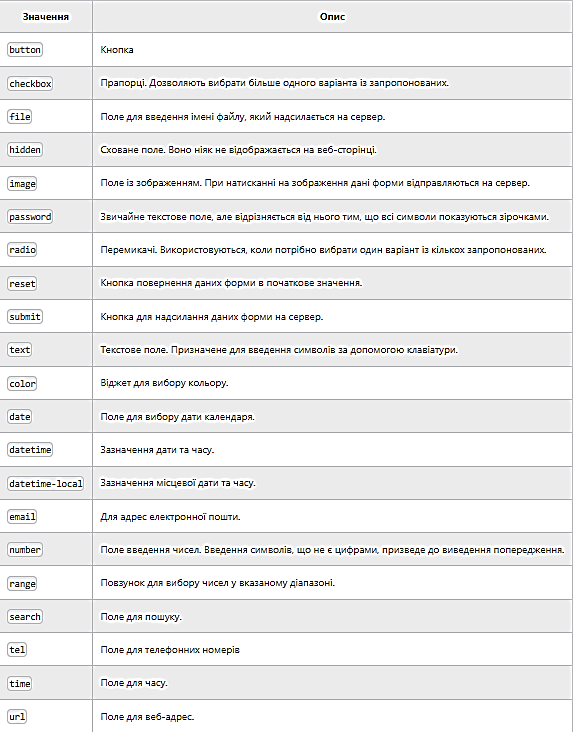 Значення Опис
button Кнопка
checkbox Прапорці. Дозволяють вибрати більше одного варіанта із запропонованих.
file Поле для введення імені файлу, який надсилається на сервер.
hidden Сховане поле. Воно ніяк не відображається на веб-сторінці.
image Поле із зображенням. При натисканні на зображення дані форми відправляються на сервер.
password Звичайне текстове поле, але відрізняється від нього тим, що всі символи показуються зірочками.
radio Перемикачі. Використовуються, коли потрібно вибрати один варіант із кількох запропонованих.
reset Кнопка повернення даних форми в початкове значення.
submit Кнопка для надсилання даних форми на сервер.
text Текстове поле. Призначене для введення символів за допомогою клавіатури.
color Віджет для вибору кольору.
date Поле для вибору дати календаря.
datetime Зазначення дати та часу.
datetime-local Зазначення місцевої дати та часу.
email Для адрес електронної пошти.
number Поле введення чисел. Введення символів, що не є цифрами, призведе до виведення попередження.
range Повзунок для вибору чисел у вказаному діапазоні.
search Поле для пошуку.
tel Поле для телефонних номерів
time Поле для часу.
url Поле для веб-адрес.